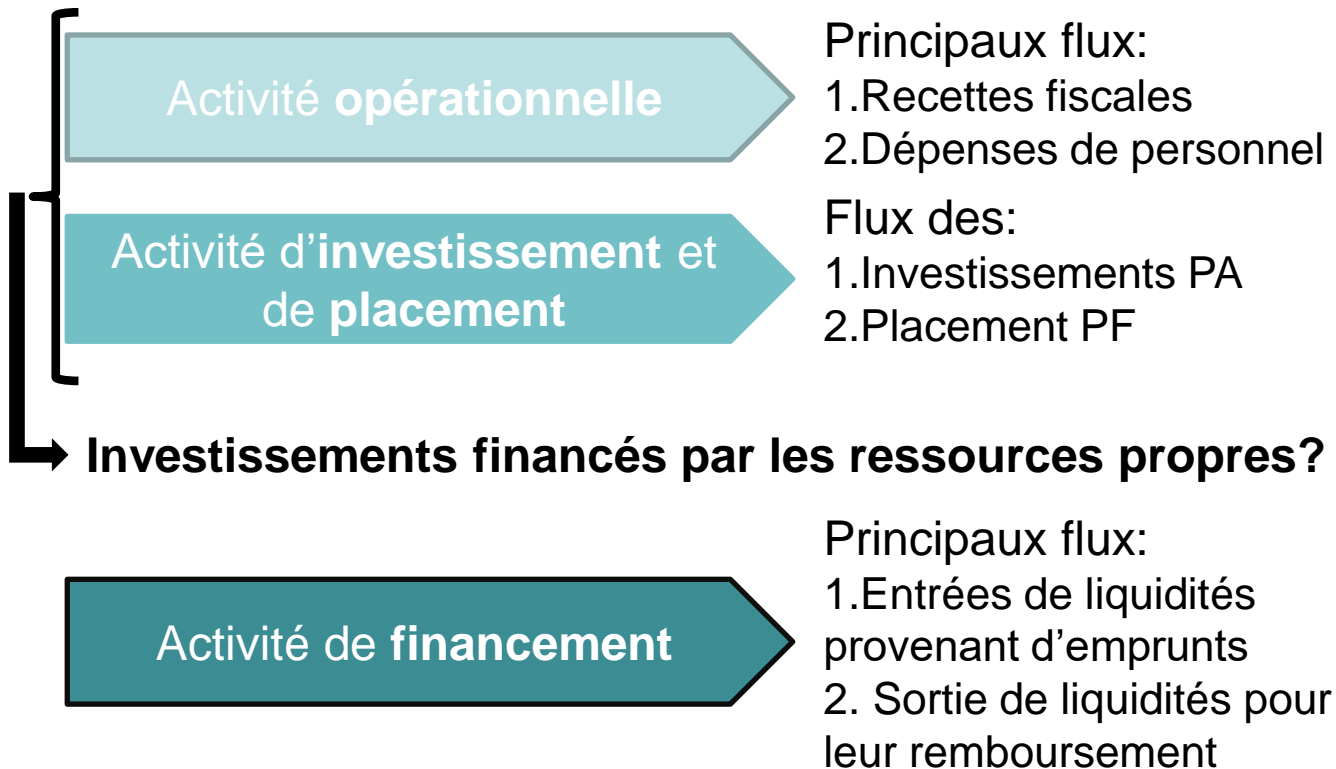 Activité opérationnelle
Principaux flux:
1.Recettes fiscales
2.Dépenses de personnel
Activité d’investissement et
de placement
Flux des:
1.Investissements PA
2.Placement PF
Investissements financés par les ressources propres?
Activité de financement
Principaux flux:
1.Entrées de liquidités
provenant d’emprunts
2. Sortie de liquidités pour
leur remboursement